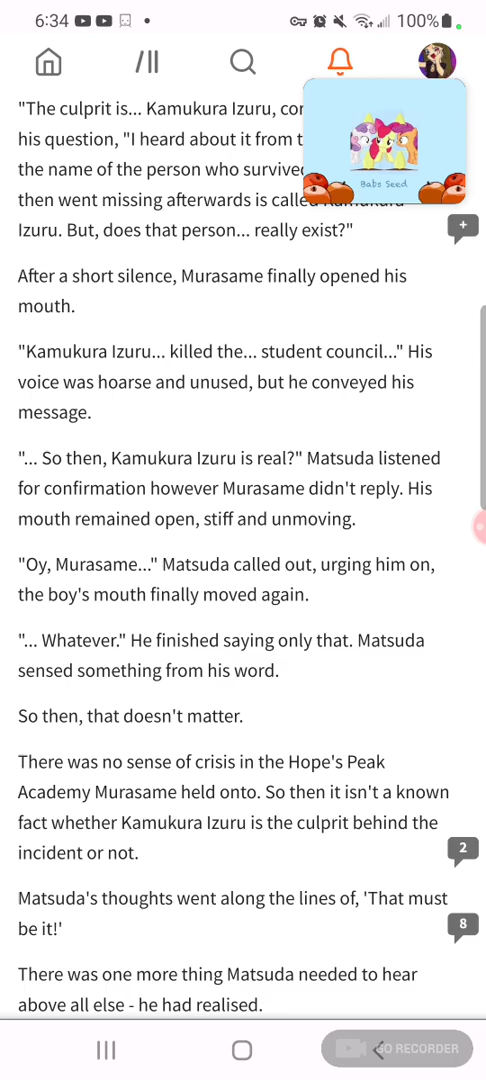 6:34
100%
"The culprit is... Kamukura Izuru, cor
his question, "I heard about it from t
Babs Seed
the name of the person who survive
then went missing afterwards is called Kamukura
Izuru. But, does that person... really exist?"
+
After a short silence, Murasame finally opened his
mouth.
"Kamukura Izuru... killed the... student council..." His
voice was hoarse and unused, but he conveyed his
message.
"... So then, Kamukura Izuru is real?" Matsuda listened
for confirmation however Murasame didn't reply. His
mouth remained open, stiff and unmoving.
"Oy, Murasame..." Matsuda called out, urging him on,
the boy's mouth finally moved again.
"... Whatever." He finished saying only that. Matsuda
sensed something from his word.
So then, that doesn't matter.
There was no sense of crisis in the Hope's Peak
Academy Murasame held onto. So then it isn't a known
fact whether Kamukura Izuru is the culprit behind the
incident or not.
2
Matsuda's thoughts went along the lines of, 'That must
be it!'
8
There was one more thing Matsuda needed to hear
above all else - he had realised.
GO RECORDER